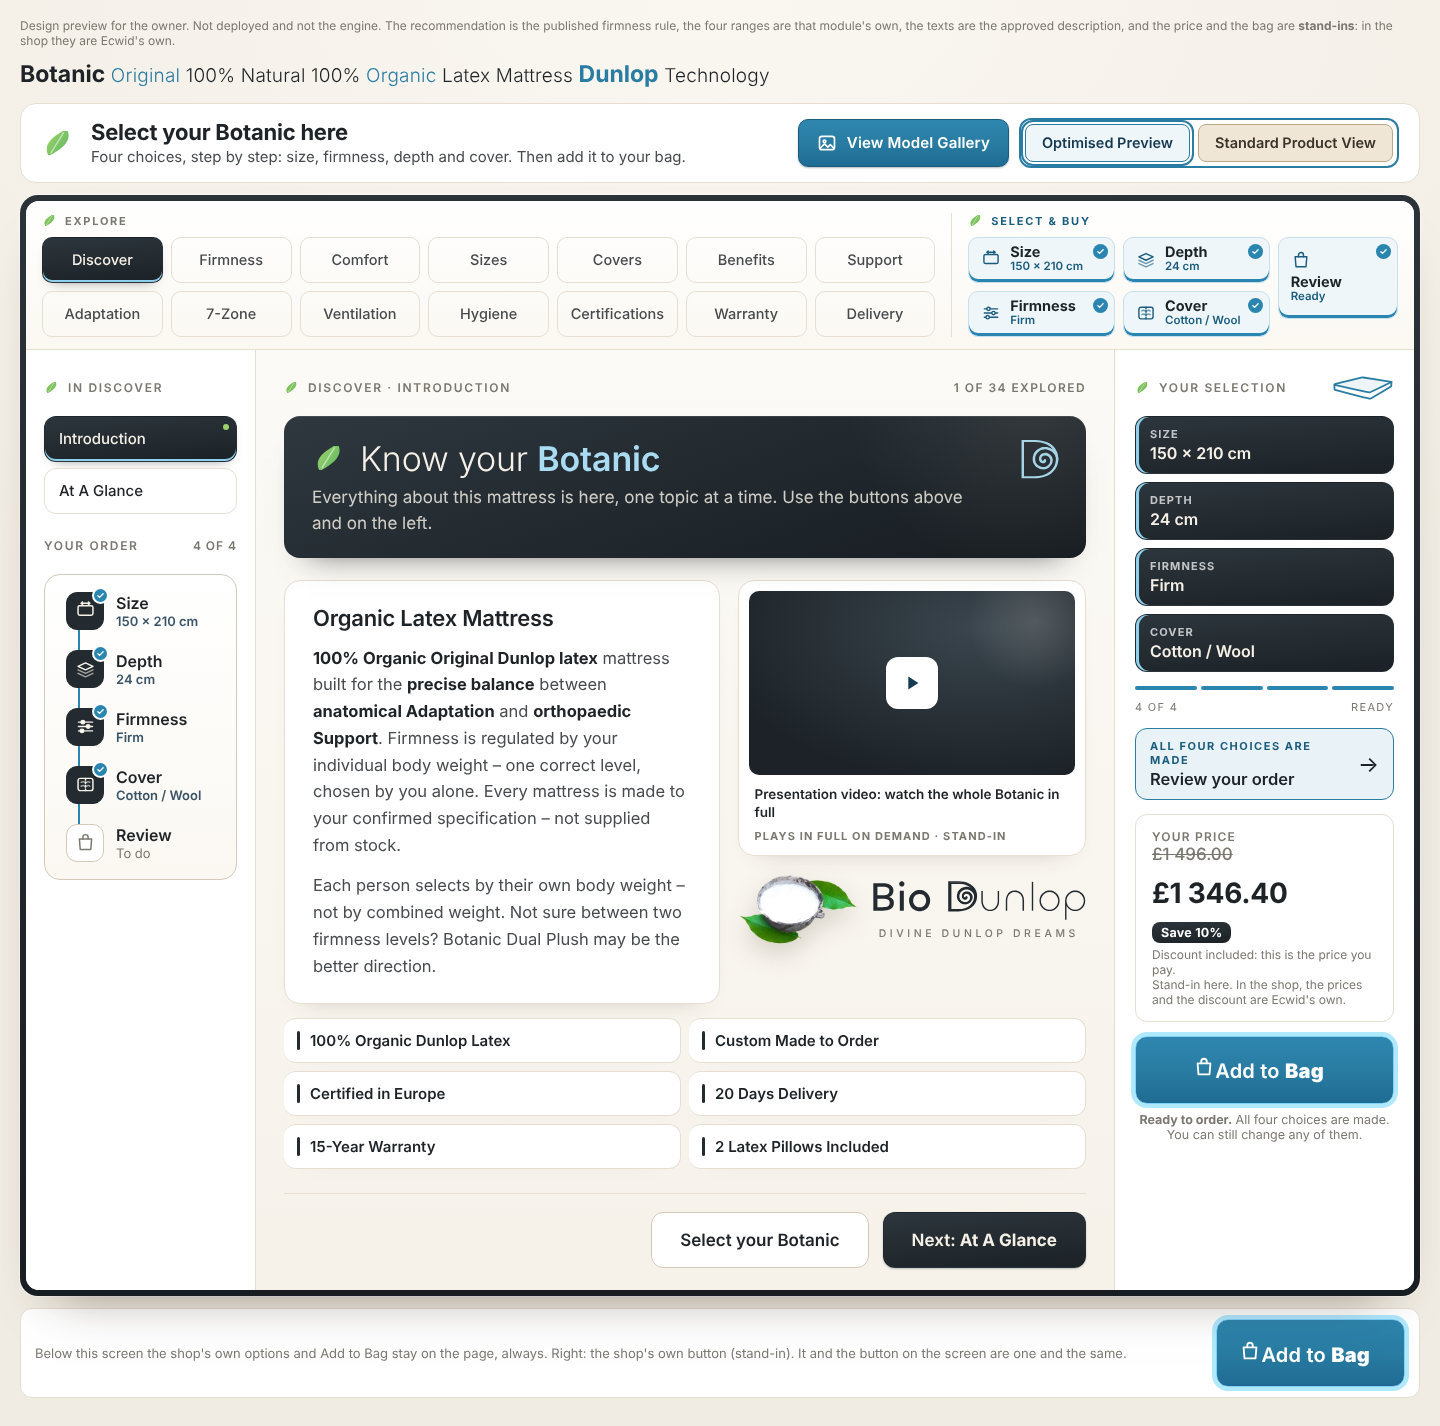 Design preview for the owner. Not deployed and not the engine. The recommendation is the published firmness rule, the four ranges are that module's own, the texts are the approved description, and the price and the bag are stand-ins: in the
shop they are Ecwid's own.
Botanic Original 100% Natural 100% Organic Latex Mattress Dunlop Technology
Select your Botanic here
Four choices, step by step: size, firmness, depth and cover. Then add it to your bag.
View Model Gallery
Optimised Preview
Standard Product View
EXPLORE
Discover
Firmness
Comfort
Sizes
Covers
Benefits
Support
Adaptation
7-Zone
Ventilation
Hygiene
Certifications
Warranty
Delivery
SELECT & BUY
Size
150 × 210 cm
Depth
24 cm
Firmness
Firm
Cover
Cotton / Wool
Review
Ready
IN DISCOVER
Introduction
At A Glance
YOUR ORDER
4 OF 4
Size
150 × 210 cm
Depth
24 cm
Firmness
Firm
Cover
Cotton / Wool
Review
To do
DISCOVER · INTRODUCTION
1 OF 34 EXPLORED
Know your Botanic
Everything about this mattress is here, one topic at a time. Use the buttons above
and on the left.
Organic Latex Mattress
100% Organic Original Dunlop latex mattress
built for the precise balance between
anatomical Adaptation and orthopaedic
Support. Firmness is regulated by your
individual body weight – one correct level,
chosen by you alone. Every mattress is made to
your confirmed specification – not supplied
from stock.
Each person selects by their own body weight –
not by combined weight. Not sure between two
firmness levels? Botanic Dual Plush may be the
better direction.
Presentation video: watch the whole Botanic in
full
PLAYS IN FULL ON DEMAND · STAND-IN
Bio Dunlop
DIVINE DUNLOP DREAMS
100% Organic Dunlop Latex
Custom Made to Order
Certified in Europe
20 Days Delivery
15-Year Warranty
2 Latex Pillows Included
Select your Botanic
Next: At A Glance
YOUR SELECTION
SIZE
150 × 210 cm
DEPTH
24 cm
FIRMNESS
Firm
COVER
Cotton / Wool
4 OF 4
READY
ALL FOUR CHOICES ARE
MADE
Review your order
YOUR PRICE
£1 496.00
£1 346.40
Save 10%
Discount included: this is the price you
pay.
Stand-in here. In the shop, the prices
and the discount are Ecwid's own.
Add to Bag
Ready to order. All four choices are made.
You can still change any of them.
Below this screen the shop's own options and Add to Bag stay on the page, always. Right: the shop's own button (stand-in). It and the button on the screen are one and the same.
Add to Bag